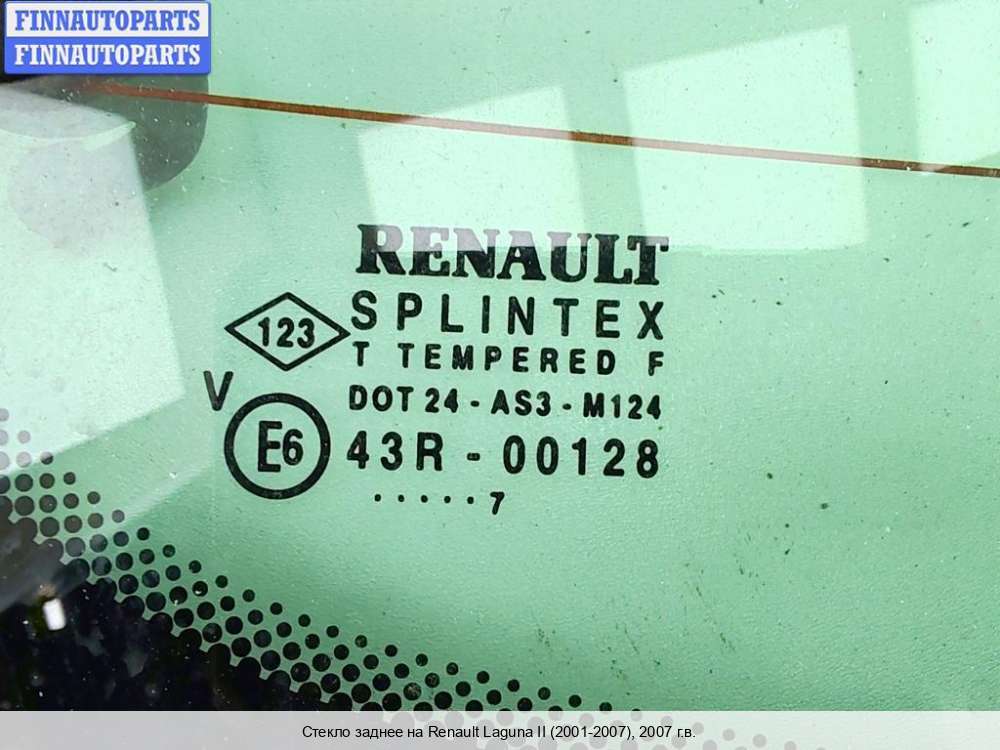 FINNAUTOPARTS
FINNAUTOPARTS
RENAULT
123 SPLINTEX
T TEMPERED F
V DOT 24 - AS3 - M124
E6 43R - 00128
.....7
Стекло заднее на Renault Laguna II (2001-2007), 2007 г.в.